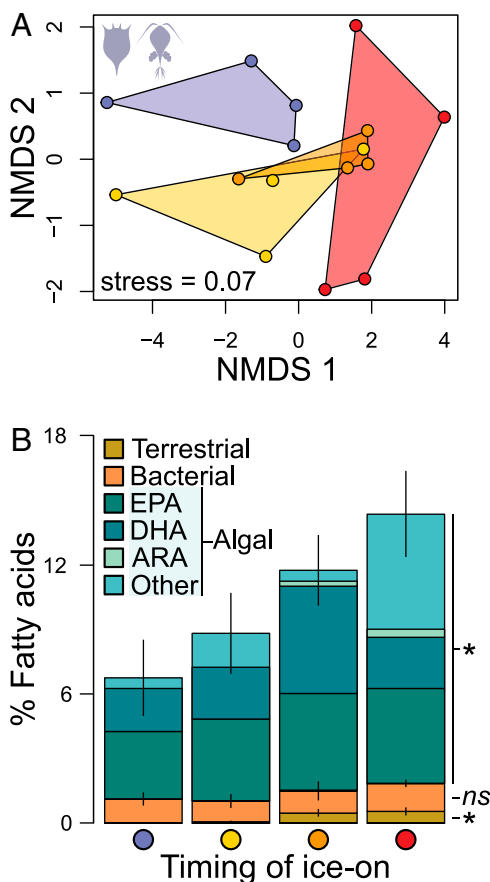 A
NMDS 2
2
1
0
−1
−2
stress = 0.07
−4 −2 0 2 4
NMDS 1
B
% Fatty acids
18
12
6
0
Terrestrial
Bacterial
EPA
DHA
ARA
Other
Algal
*
ns
*
Timing of ice-on